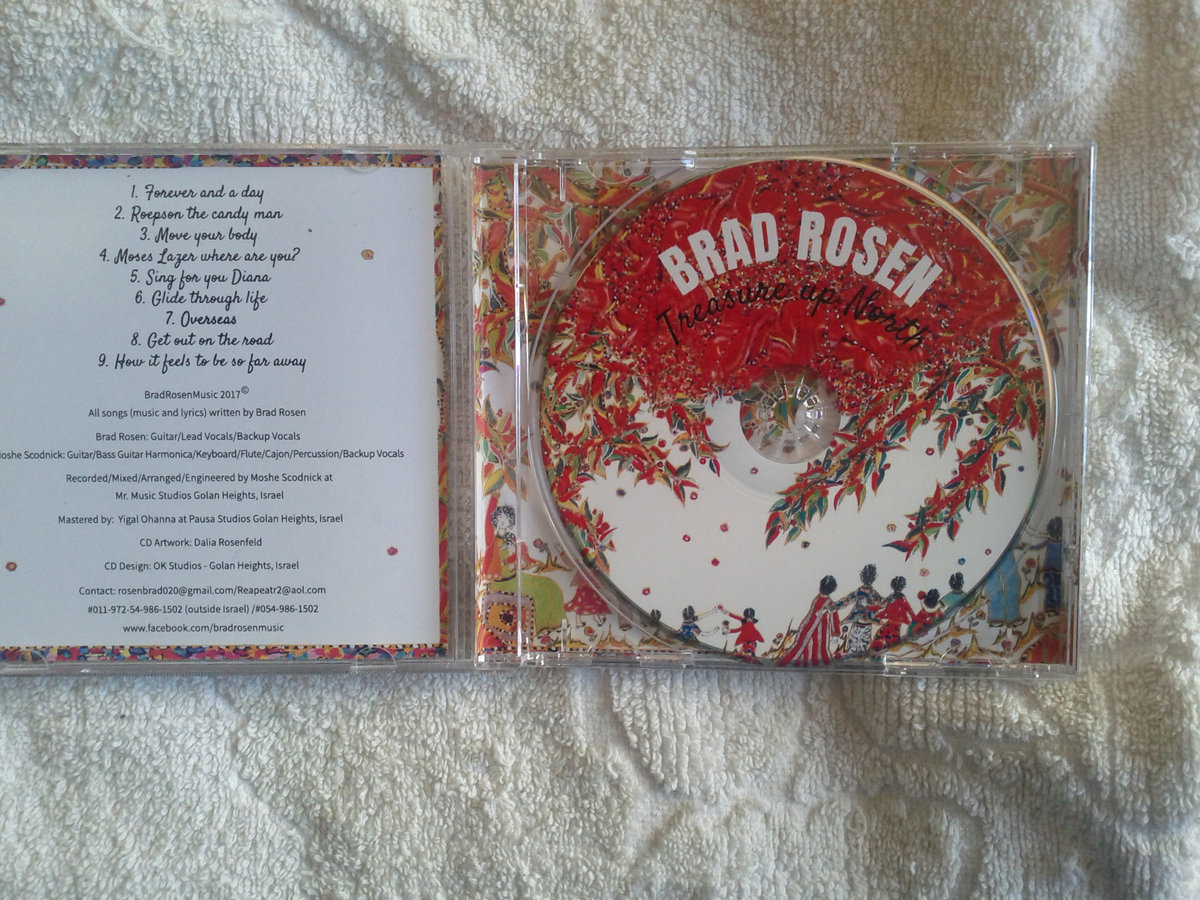 1. Forever and a day
2. Roepson the candy man
3. Move your body
4. Moses Lazer where are you?
5. Sing for you Diana
6. Glide through life
7. Overseas
8. Get out on the road
9. How it feels to be so far away
BradRosenMusic 2017©
All songs (music and lyrics) written by Brad Rosen
Brad Rosen: Guitar/Lead Vocals/Backup Vocals
oshe Scodnick: Guitar/Bass Guitar Harmonica/Keyboard/Flute/Cajon/Percussion/Backup Vocals
Recorded/Mixed/Arranged/Engineered by Moshe Scodnick at
Mr. Music Studios Golan Heights, Israel
Mastered by: Yigal Ohanna at Pausa Studios Golan Heights, Israel
CD Artwork: Dalia Rosenfeld
CD Design: OK Studios - Golan Heights, Israel
Contact: rosenbrad020@gmail.com/Reapeatr2@aol.com
#011-972-54-986-1502 (outside Israel) /#054-986-1502
www.facebook.com/bradrosenmusic
BRAD ROSEN
Treasure up North